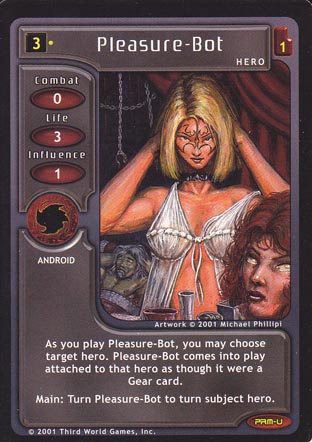 3
Pleasure-Bot
1
HERO
Combat
0
Life
3
Influence
1
ANDROID
Artwork © 2001 Michael Phillipi
As you play Pleasure-Bot, you may choose
target hero. Pleasure-Bot comes into play
attached to that hero as though it were a
Gear card.
Main: Turn Pleasure-Bot to turn subject hero.
PRM-U
© 2001 Third World Games, Inc.